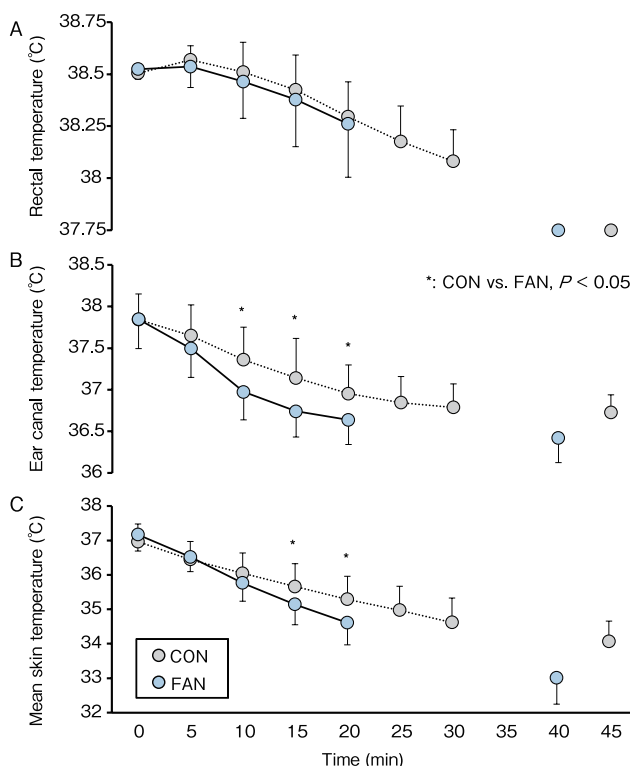 A
Rectal temperature (℃)
38.75
38.5
38.25
38
37.75
B
Ear canal temperature (℃)
38.5
38
37.5
37
36.5
36
*: CON vs. FAN, P < 0.05
*
*
*
C
Mean skin temperature (℃)
38
37
36
35
34
33
32
*
*
CON
FAN
0 5 10 15 20 25 30 35 40 45
Time (min)